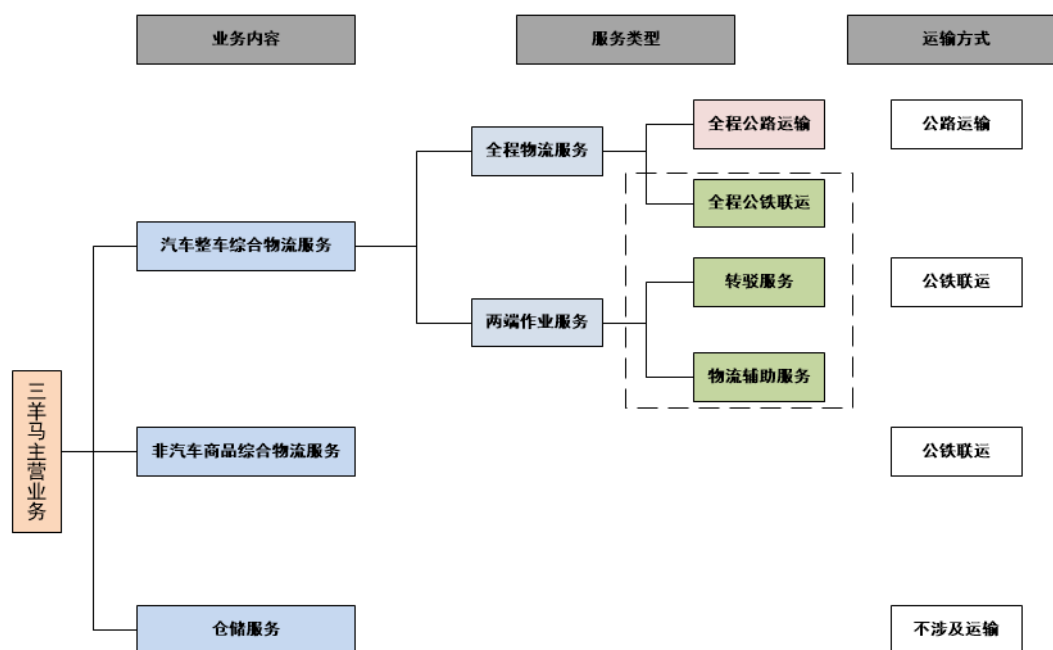 业务内容
服务类型
运输方式
全程公路运输
公路运输
全程物流服务
全程公铁联运
汽车整车综合物流服务
转驳服务
公铁联运
两端作业服务
物流辅助服务
三羊马主营业务
非汽车商品综合物流服务
公铁联运
仓储服务
不涉及运输